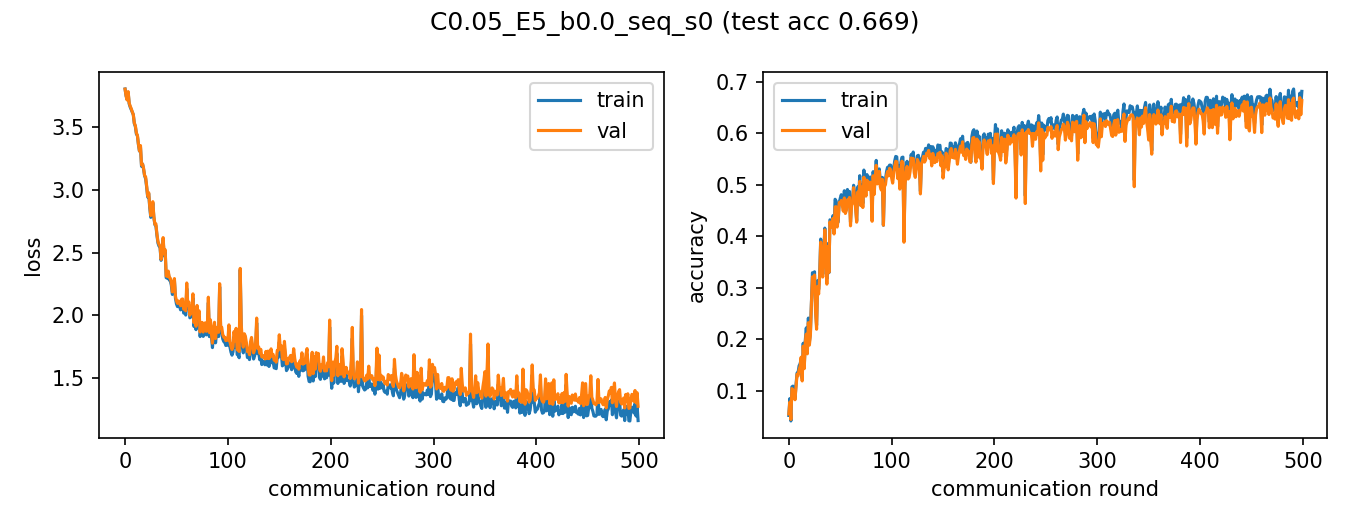 C0.05_E5_b0.0_seq_s0 (test acc 0.669)
train
val
3.5
3.0
2.5
2.0
1.5
loss
0 100 200 300 400 500
communication round
train
val
0.7
0.6
0.5
0.4
0.3
0.2
0.1
accuracy
0 100 200 300 400 500
communication round